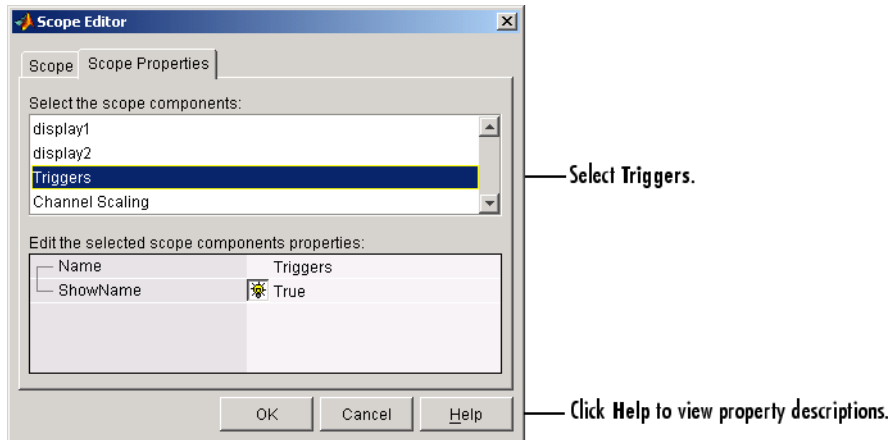 Scope Editor
Scope
Scope Properties
Select the scope components:
display1
display2
Triggers
Channel Scaling
Select Triggers.
Edit the selected scope components properties:
Name Triggers
ShowName True
OK Cancel Help
Click Help to view property descriptions.